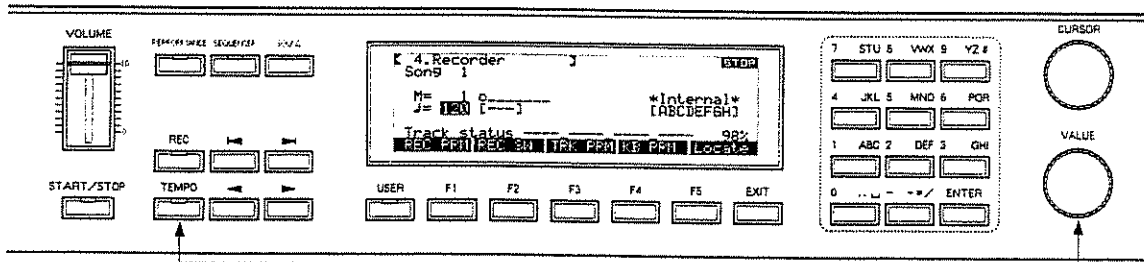 VOLUME
10
0
PERFORMANCE SEQUENCER
REC
START/STOP TEMPO
[ 4.Recorder ] STOP
Song 1
M= 1
♩= 120 [---] *Internal*
[ABCDEFGH]
Track status ---- ---- ---- ---- 98%
REC PRM REC SW TRK PRM KB PRM Locate
USER F1 F2 F3 F4 F5 EXIT
7 STU 8 VWX 9 YZ#
4 JKL 5 MNO 6 PQR
1 ABC 2 DEF 3 GHI
0 ENTER
CURSOR
VALUE